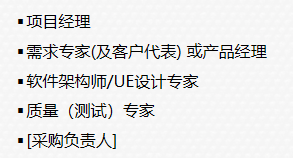 ▪项目经理
▪需求专家(及客户代表) 或产品经理
▪软件架构师/UE设计专家
▪质量（测试）专家
▪[采购负责人]